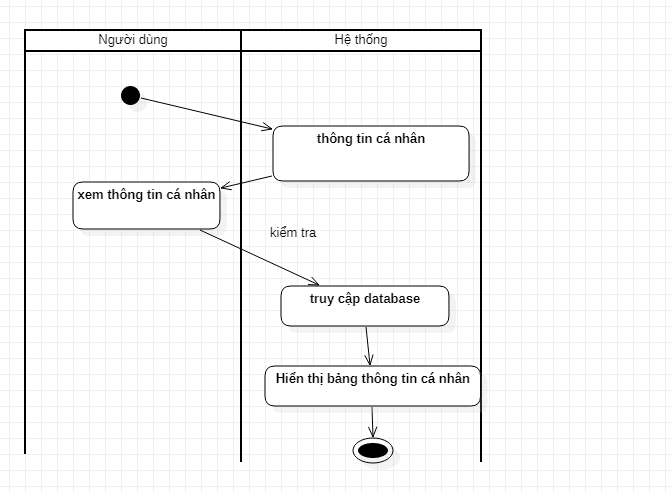 Người dùng
Hệ thống
thông tin cá nhân
xem thông tin cá nhân
kiểm tra
truy cập database
Hiển thị bảng thông tin cá nhân